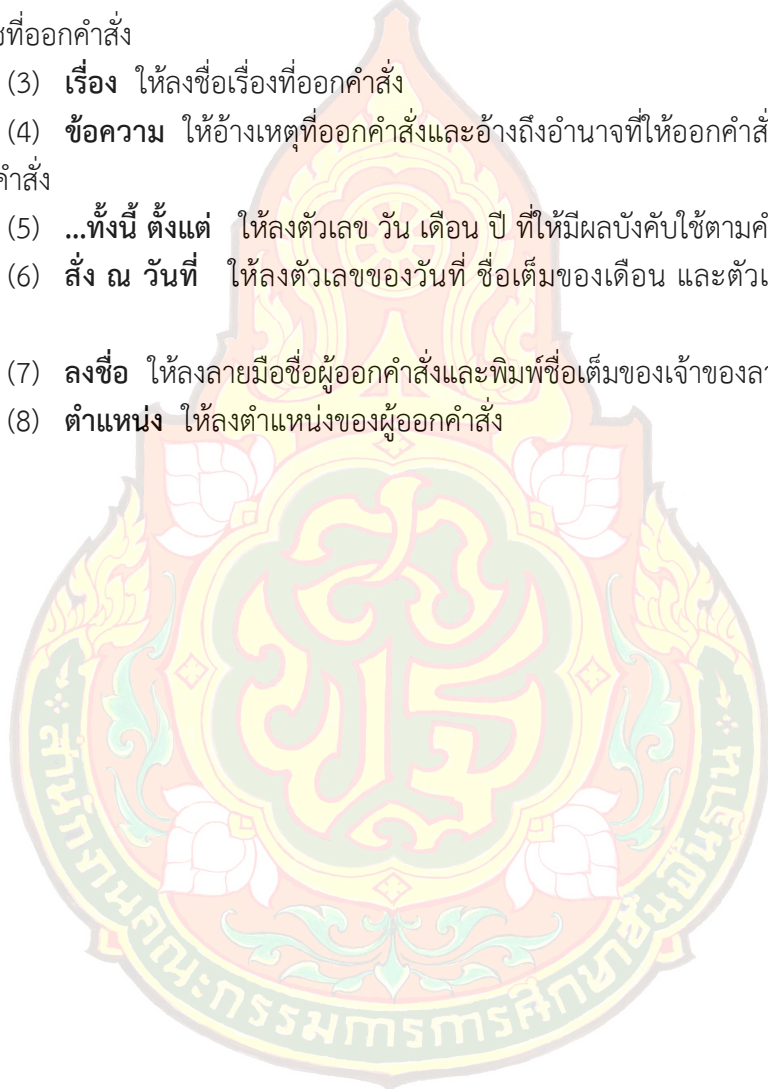 ที่ออกคำสั่ง
(3) เรื่อง ให้ลงชื่อเรื่องที่ออกคำสั่ง
(4) ข้อความ ให้อ้างเหตุที่ออกคำสั่งและอ้างถึงอำนาจที่ให้ออกคำสั่
คำสั่ง
(5) ...ทั้งนี้ ตั้งแต่ ให้ลงตัวเลข วัน เดือน ปี ที่ให้มีผลบังคับใช้ตามคํ
(6) สั่ง ณ วันที่ ให้ลงตัวเลขของวันที่ ชื่อเต็มของเดือน และตัวเ
(7) ลงชื่อ ให้ลงลายมือชื่อผู้ออกคำสั่งและพิมพ์ชื่อเต็มของเจ้าของลา
(8) ตำแหน่ง ให้ลงตำแหน่งของผู้ออกคำสั่ง
สพฐ
สำนักงานคณะกรรมการการศึกษาขั้นพื้นฐาน